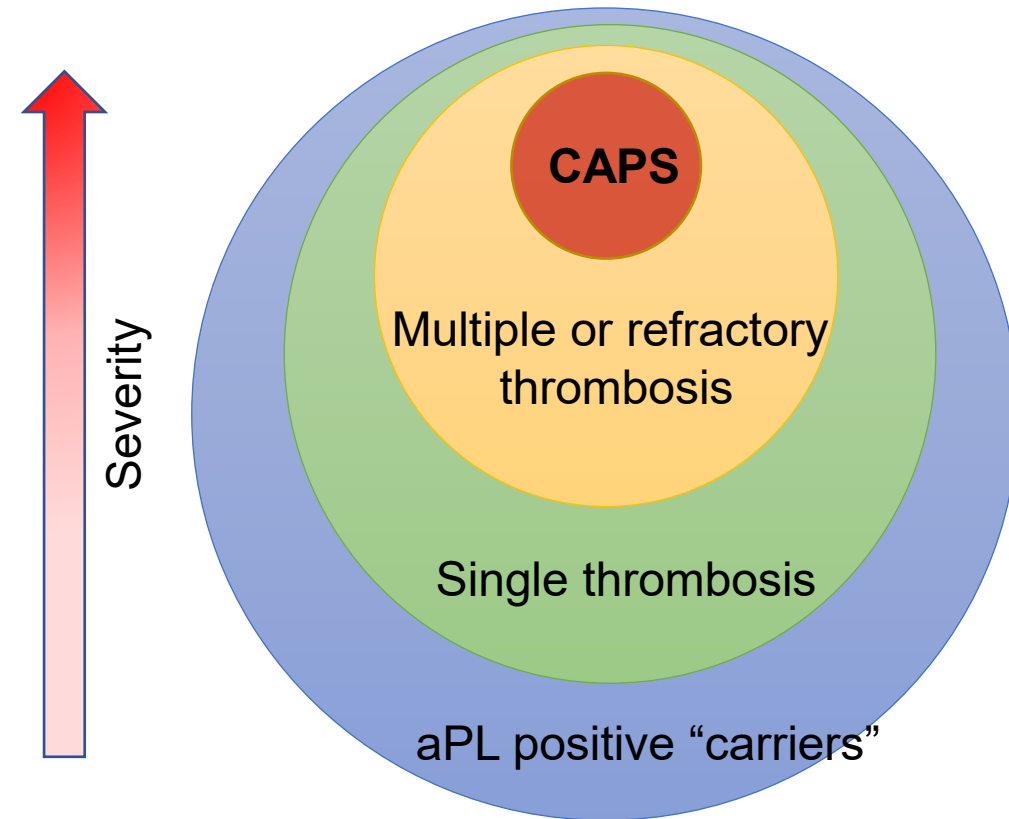 CAPS
Multiple or refractory
thrombosis
Severity
Single thrombosis
aPL positive “carriers”